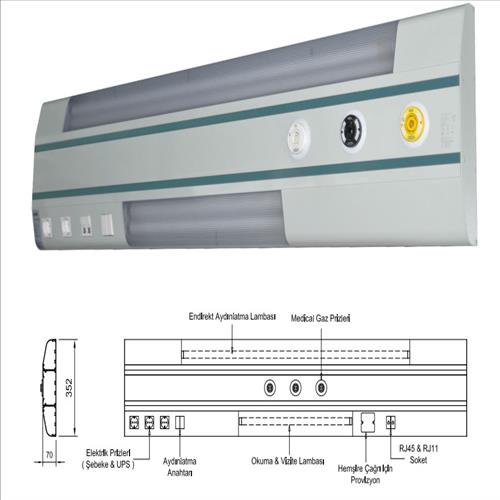 Endirekt Aydınlatma Lambası
Medical Gaz Prizleri
352
70
Elektrik Prizleri
( Şebeke & UPS )
Aydınlatma
Anahtarı
Okuma & Vizite Lambası
Hemşire Çağrı İçin
Provizyon
RJ45 & RJ11
Soket